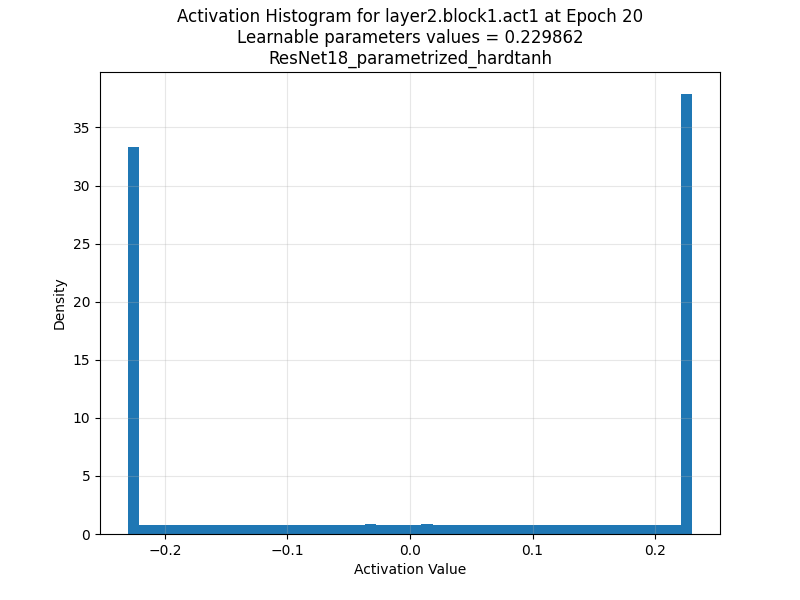 Activation Histogram for layer2.block1.act1 at Epoch 20
Learnable parameters values = 0.229862
ResNet18_parametrized_hardtanh
35
30
25
20
15
10
5
0
Density
−0.2 −0.1 0.0 0.1 0.2
Activation Value